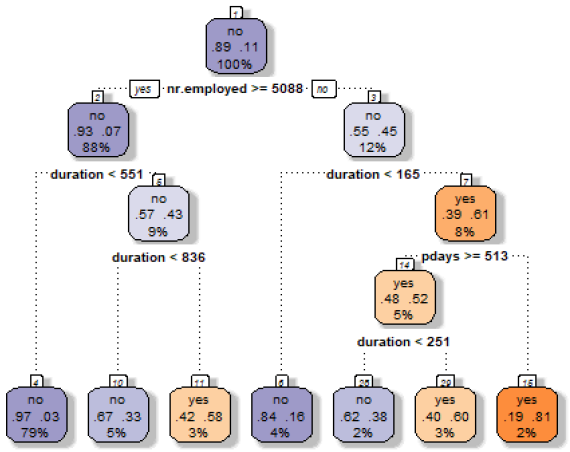 1
no
.89 .11
100%
yes nr.employed >= 5088 no
2
no
.93 .07
88%
3
no
.55 .45
12%
duration < 551
duration < 165
5
no
.57 .43
9%
7
yes
.39 .61
8%
duration < 836
pdays >= 513
14
yes
.48 .52
5%
duration < 251
4
no
.97 .03
79%
10
no
.67 .33
5%
11
yes
.42 .58
3%
6
no
.84 .16
4%
28
no
.62 .38
2%
29
yes
.40 .60
3%
15
yes
.19 .81
2%